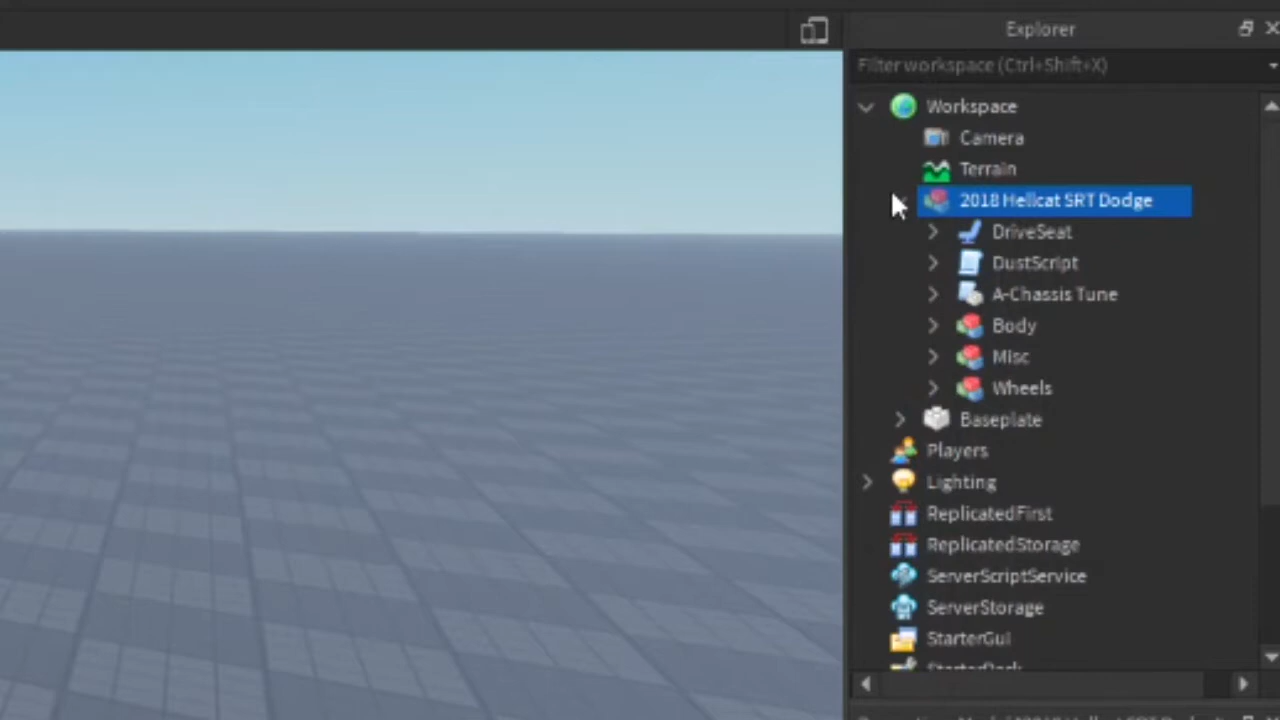 Explorer
Filter workspace (Ctrl+Shift+X)
Workspace
Camera
Terrain
2018 Hellcat SRT Dodge
DriveSeat
DustScript
A-Chassis Tune
Body
Misc
Wheels
Baseplate
Players
Lighting
ReplicatedFirst
ReplicatedStorage
ServerScriptService
ServerStorage
StarterGui